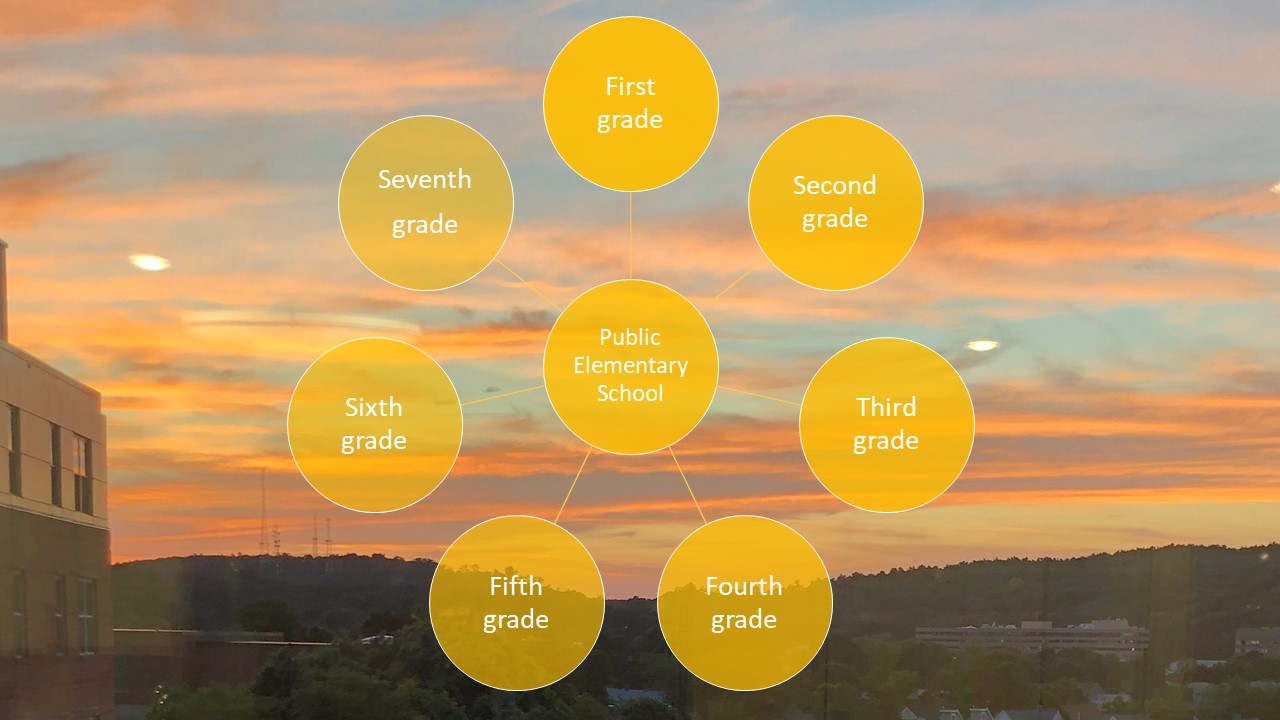 First
grade
Second
grade
Third
grade
Fourth
grade
Fifth
grade
Sixth
grade
Seventh
grade
Public
Elementary
School